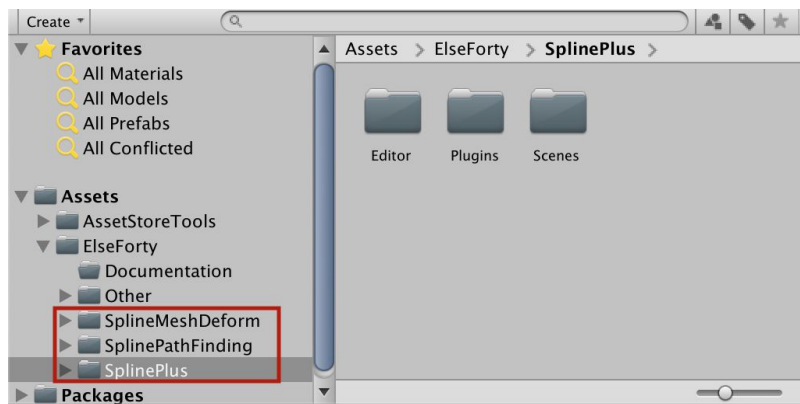 Create
Favorites
All Materials
All Models
All Prefabs
All Conflicted
Assets
AssetStoreTools
ElseForty
Documentation
Other
SplineMeshDeform
SplinePathFinding
SplinePlus
Packages
Assets > ElseForty > SplinePlus >
Editor Plugins Scenes